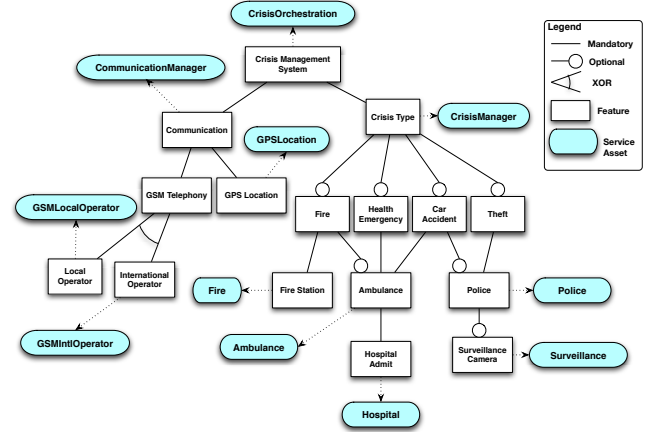 CrisisOrchestration
Legend
Mandatory
Optional
XOR
Feature
Service
Asset
Crisis Management
System
CommunicationManager
Communication
Crisis Type
CrisisManager
GPSLocation
GSM Telephony
GPS Location
GSMLocalOperator
Fire
Health
Emergency
Car
Accident
Theft
Local
Operator
International
Operator
Fire
Fire Station
Ambulance
Police
Police
GSMIntlOperator
Ambulance
Hospital
Admit
Surveillance
Camera
Surveillance
Hospital